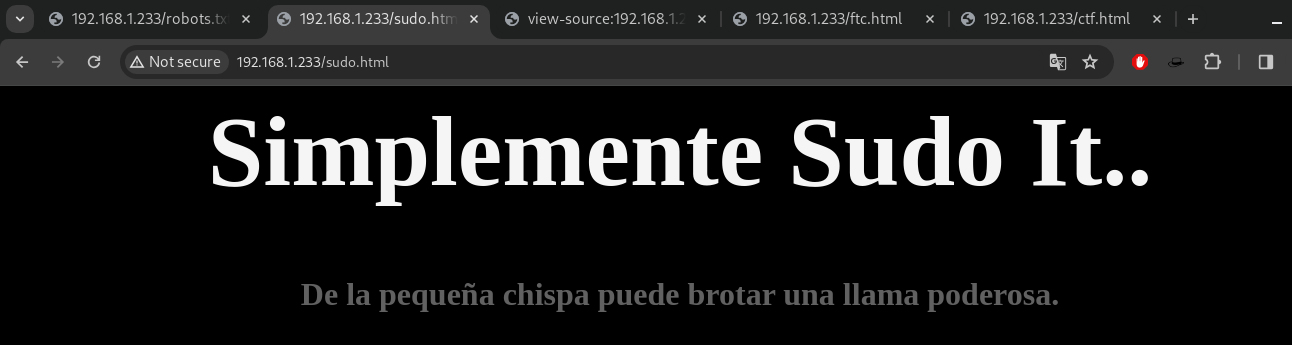 192.168.1.233/robots.tx
192.168.1.233/sudo.htm
view-source:192.168.1.2
192.168.1.233/ftc.html
192.168.1.233/ctf.html
Not secure
192.168.1.233/sudo.html
Simplemente Sudo It..
De la pequeña chispa puede brotar una llama poderosa.